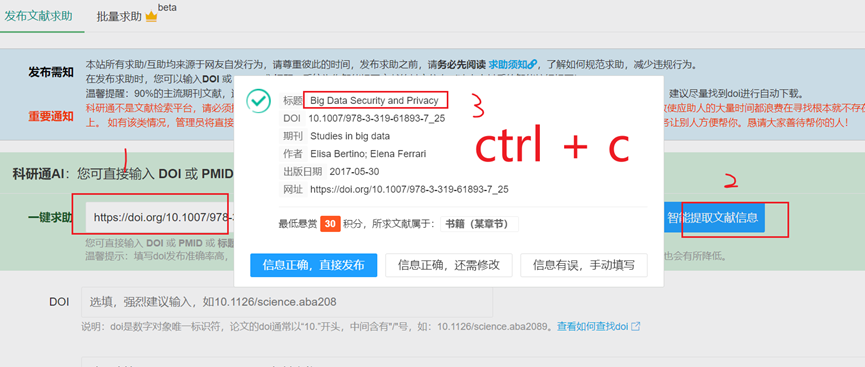 发布文献求助 批量求助 beta
发布需知 本站所有求助/互助均来源于网友自发行为，请尊重彼此的时间，发布求助之前，请务必先阅读 求助须知，了解如何规范求助，减少违规行为。
在发布求助时，您可以输入DOI 或
温馨提醒：90%的主流期刊文献， 建议尽量找到doi进行自动下载。
重要通知 科研通不是文献检索平台，请必须 使应助人的大量时间都浪费在寻找根本就不存在
上。 如有该类情况，管理员将直接 务让别人方便帮你。恳请大家善待帮你的人！
标题 Big Data Security and Privacy
DOI 10.1007/978-3-319-61893-7_25
期刊 Studies in big data
作者 Elisa Bertino; Elena Ferrari
出版日期 2017-05-30
网址 https://doi.org/10.1007/978-3-319-61893-7_25
最低悬赏 30 积分，所求文献属于： 书籍（某章节）
信息正确，直接发布 信息正确，还需修改 信息有误，手动填写
3
ctrl + c
1
2
科研通AI：您可直接输入 DOI 或 PMID
一键求助 https://doi.org/10.1007/978-3 智能提取文献信息
您可直接输入 DOI 或 PMID 或 标题
温馨提示：填写doi发布准确率高， 也会有所降低。
DOI 选填，强烈建议输入，如10.1126/science.aba208
说明：doi是数字对象唯一标识符，论文的doi通常以"10."开头，中间含有"/"号，如：10.1126/science.aba2089。查看如何查找doi